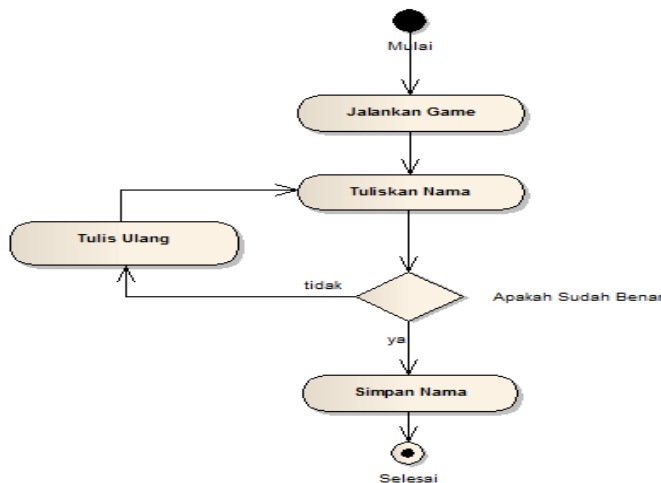 Mulai
Jalankan Game
Tuliskan Nama
Tulis Ulang
tidak
Apakah Sudah Benar
ya
Simpan Nama
Selesai